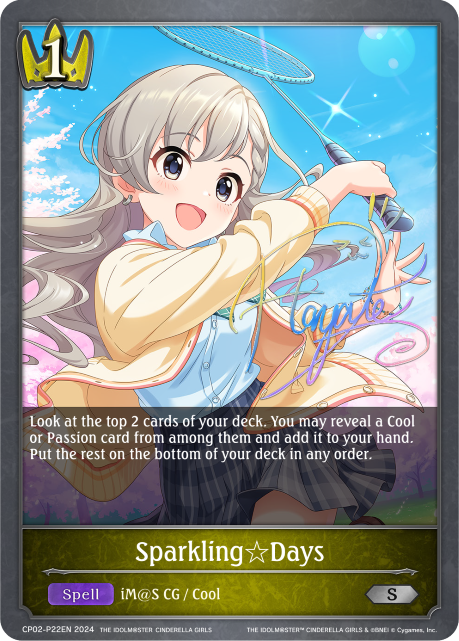 1
Hayate
Look at the top 2 cards of your deck. You may reveal a Cool
or Passion card from among them and add it to your hand.
Put the rest on the bottom of your deck in any order.
Sparkling☆Days
Spell iM@S CG / Cool S
CP02-P22EN 2024 THE IDOLM@STER CINDERELLA GIRLS THE IDOLM@STER™ CINDERELLA GIRLS & ©BNEI © Cygames, Inc.